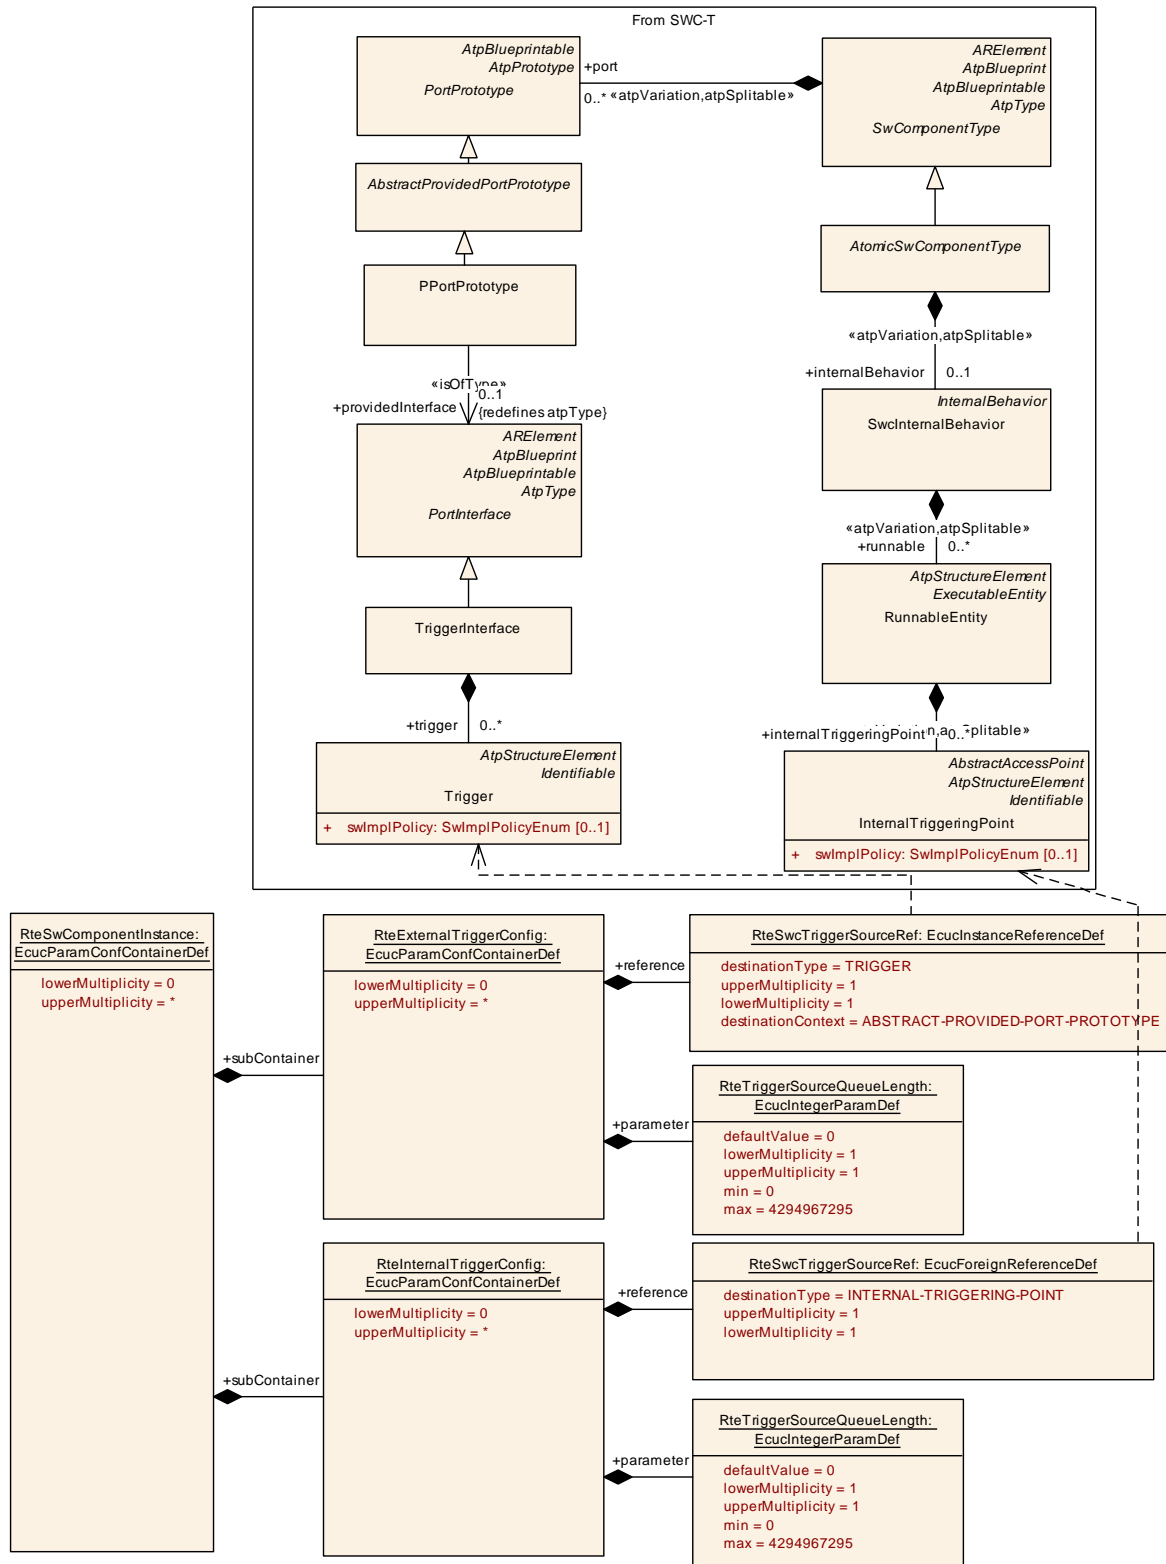 From SWC-T
AtpBlueprintable
AtpPrototype
PortPrototype
+port
0..*
«atpVariation,atpSplitable»
ARElement
AtpBlueprint
AtpBlueprintable
AtpType
SwComponentType
AbstractProvidedPortPrototype
AtomicSwComponentType
PPortPrototype
«atpVariation,atpSplitable»
+internalBehavior
0..1
«isOfType»
0..1
+providedInterface
{redefines atpType}
InternalBehavior
SwcInternalBehavior
ARElement
AtpBlueprint
AtpBlueprintable
AtpType
PortInterface
«atpVariation,atpSplitable»
+runnable
0..*
AtpStructureElement
ExecutableEntity
RunnableEntity
TriggerInterface
+trigger
0..*
+internalTriggeringPoint
0..*
AtpStructureElement
Identifiable
Trigger
+ swImplPolicy: SwImplPolicyEnum [0..1]
AbstractAccessPoint
AtpStructureElement
Identifiable
InternalTriggeringPoint
+ swImplPolicy: SwImplPolicyEnum [0..1]
RteSwComponentInstance:
EcucParamConfContainerDef
lowerMultiplicity = 0
upperMultiplicity = *
RteExternalTriggerConfig:
EcucParamConfContainerDef
lowerMultiplicity = 0
upperMultiplicity = *
+reference
RteSwcTriggerSourceRef: EcucInstanceReferenceDef
destinationType = TRIGGER
upperMultiplicity = 1
lowerMultiplicity = 1
destinationContext = ABSTRACT-PROVIDED-PORT-PROTOTYPE
+subContainer
+parameter
RteTriggerSourceQueueLength:
EcucIntegerParamDef
defaultValue = 0
lowerMultiplicity = 1
upperMultiplicity = 1
min = 0
max = 4294967295
RteInternalTriggerConfig:
EcucParamConfContainerDef
lowerMultiplicity = 0
upperMultiplicity = *
+reference
RteSwcTriggerSourceRef: EcucForeignReferenceDef
destinationType = INTERNAL-TRIGGERING-POINT
upperMultiplicity = 1
lowerMultiplicity = 1
+subContainer
+parameter
RteTriggerSourceQueueLength:
EcucIntegerParamDef
defaultValue = 0
lowerMultiplicity = 1
upperMultiplicity = 1
min = 0
max = 4294967295